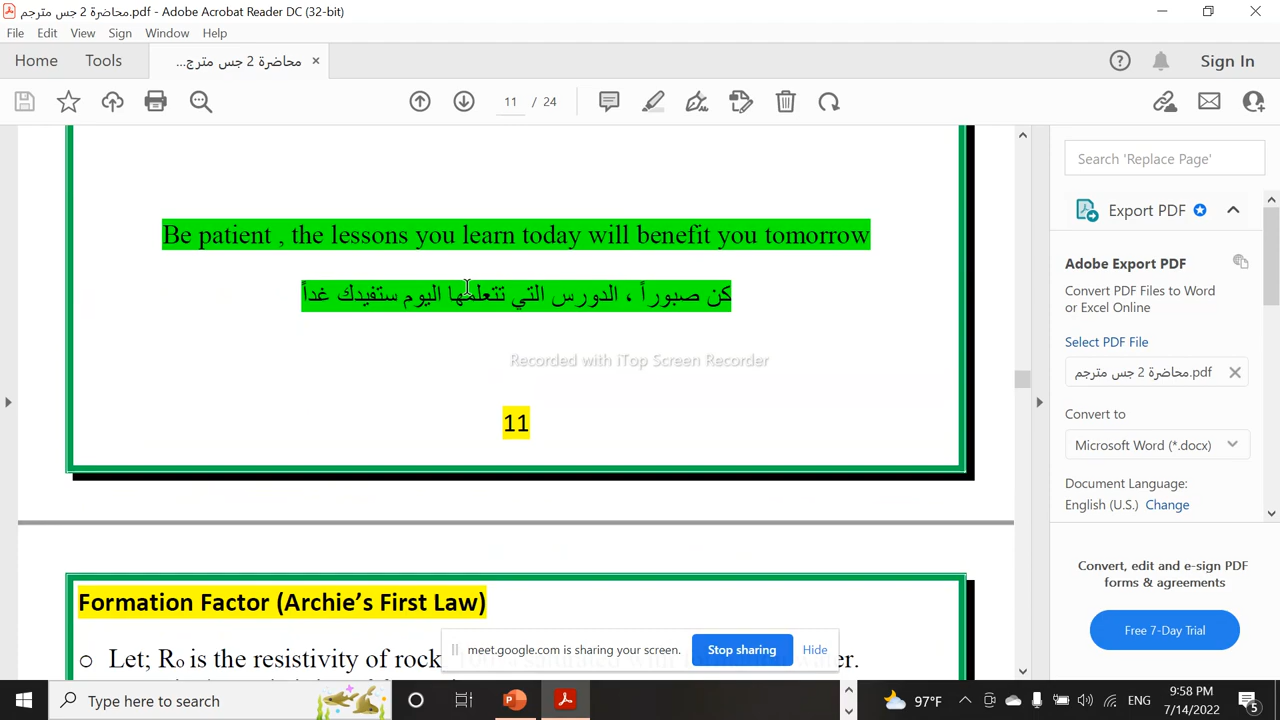 محاضرة 2 جس مترجم.pdf - Adobe Acrobat Reader DC (32-bit)
File Edit View Sign Window Help
Home Tools محاضرة 2 جس مترج... × Sign In
11 / 24
Be patient , the lessons you learn today will benefit you tomorrow
كن صبوراً ، الدورس التي تتعلمها اليوم ستفيدك غداً
Recorded with iTop Screen Recorder
11
Formation Factor (Archie's First Law)
Let; Ro is the resistivity of rock
water.
meet.google.com is sharing your screen. Stop sharing Hide
Search 'Replace Page'
Export PDF
Adobe Export PDF
Convert PDF Files to Word
or Excel Online
Select PDF File
محاضرة 2 جس مترجم.pdf
Convert to
Microsoft Word (*.docx)
Document Language:
English (U.S.) Change
Convert, edit and e-sign PDF
forms & agreements
Free 7-Day Trial
Type here to search
97°F ENG 9:58 PM
7/14/2022
5